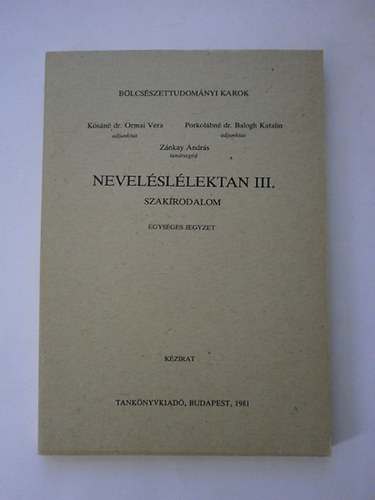 BÖLCSÉSZETTUDOMÁNYI KAROK
Kósáné dr. Ormai Vera Porkolábné dr. Balogh Katalin
adjunktus adjunktus
Zánkay András
tanársegéd
NEVELÉSLÉLEKTAN III.
SZAKIRODALOM
EGYSÉGES JEGYZET
KÉZIRAT
TANKÖNYVKIADÓ, BUDAPEST, 1981